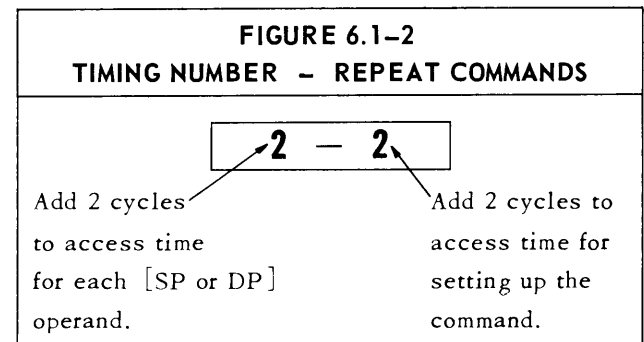 FIGURE 6.1–2
TIMING NUMBER – REPEAT COMMANDS
2 – 2
Add 2 cycles
to access time
for each [SP or DP]
operand.
Add 2 cycles to
access time for
setting up the
command.